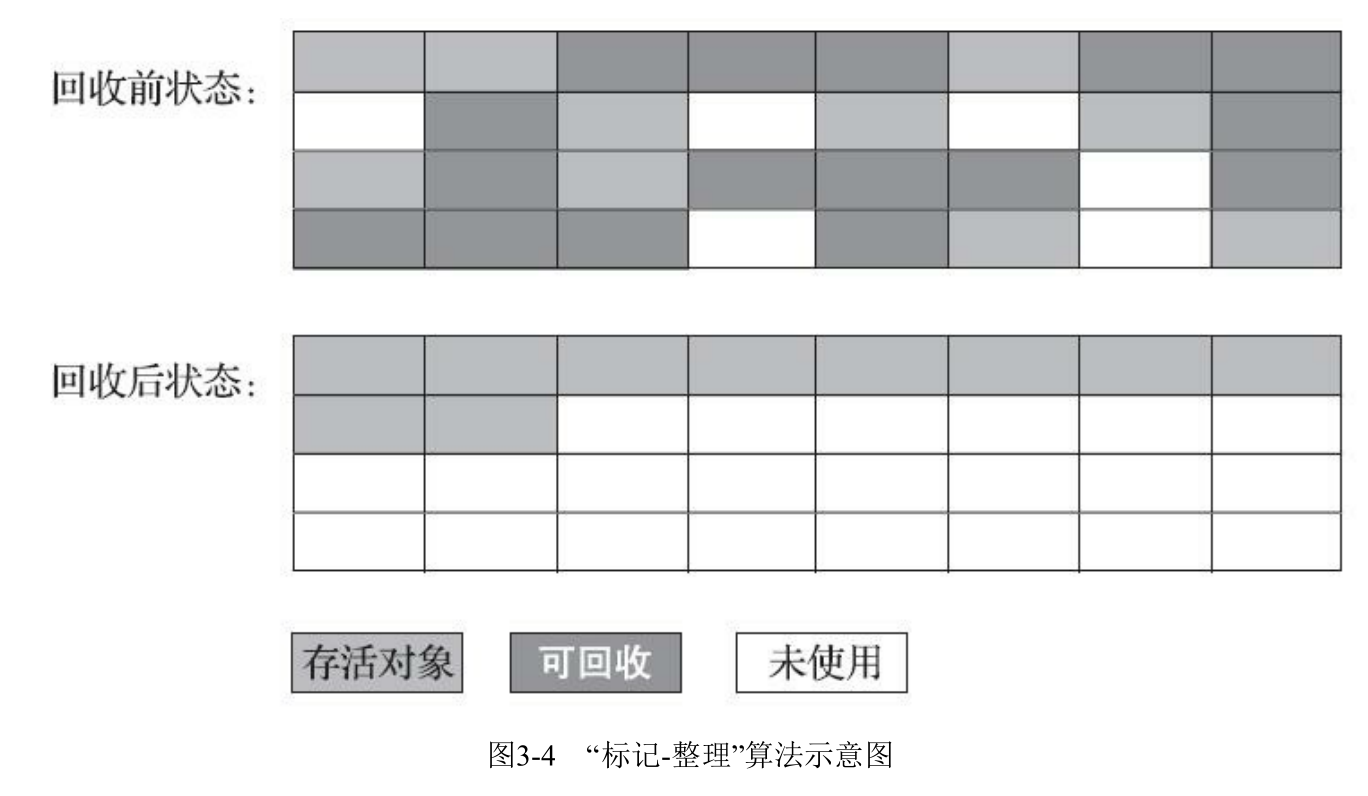 回收前状态：
回收后状态：
存活对象
可回收
未使用
图3-4 “标记-整理”算法示意图